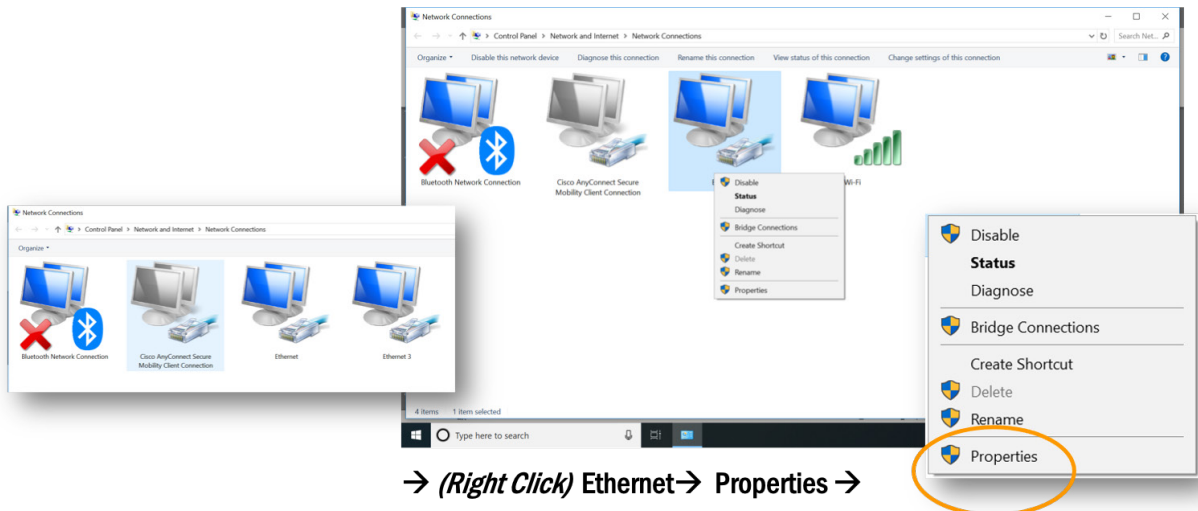 Network Connections
Control Panel > Network and Internet > Network Connections
Search Net...
Organize
Disable this network device
Diagnose this connection
Rename this connection
View status of this connection
Change settings of this connection
Bluetooth Network Connection
Cisco AnyConnect Secure
Mobility Client Connection
Wi-Fi
Disable
Status
Diagnose
Bridge Connections
Create Shortcut
Delete
Rename
Properties
4 items
1 item selected
Type here to search
Network Connections
Control Panel > Network and Internet > Network Connections
Organize
Bluetooth Network Connection
Cisco AnyConnect Secure
Mobility Client Connection
Ethernet
Ethernet 3
Disable
Status
Diagnose
Bridge Connections
Create Shortcut
Delete
Rename
Properties
→ (Right Click) Ethernet→ Properties →